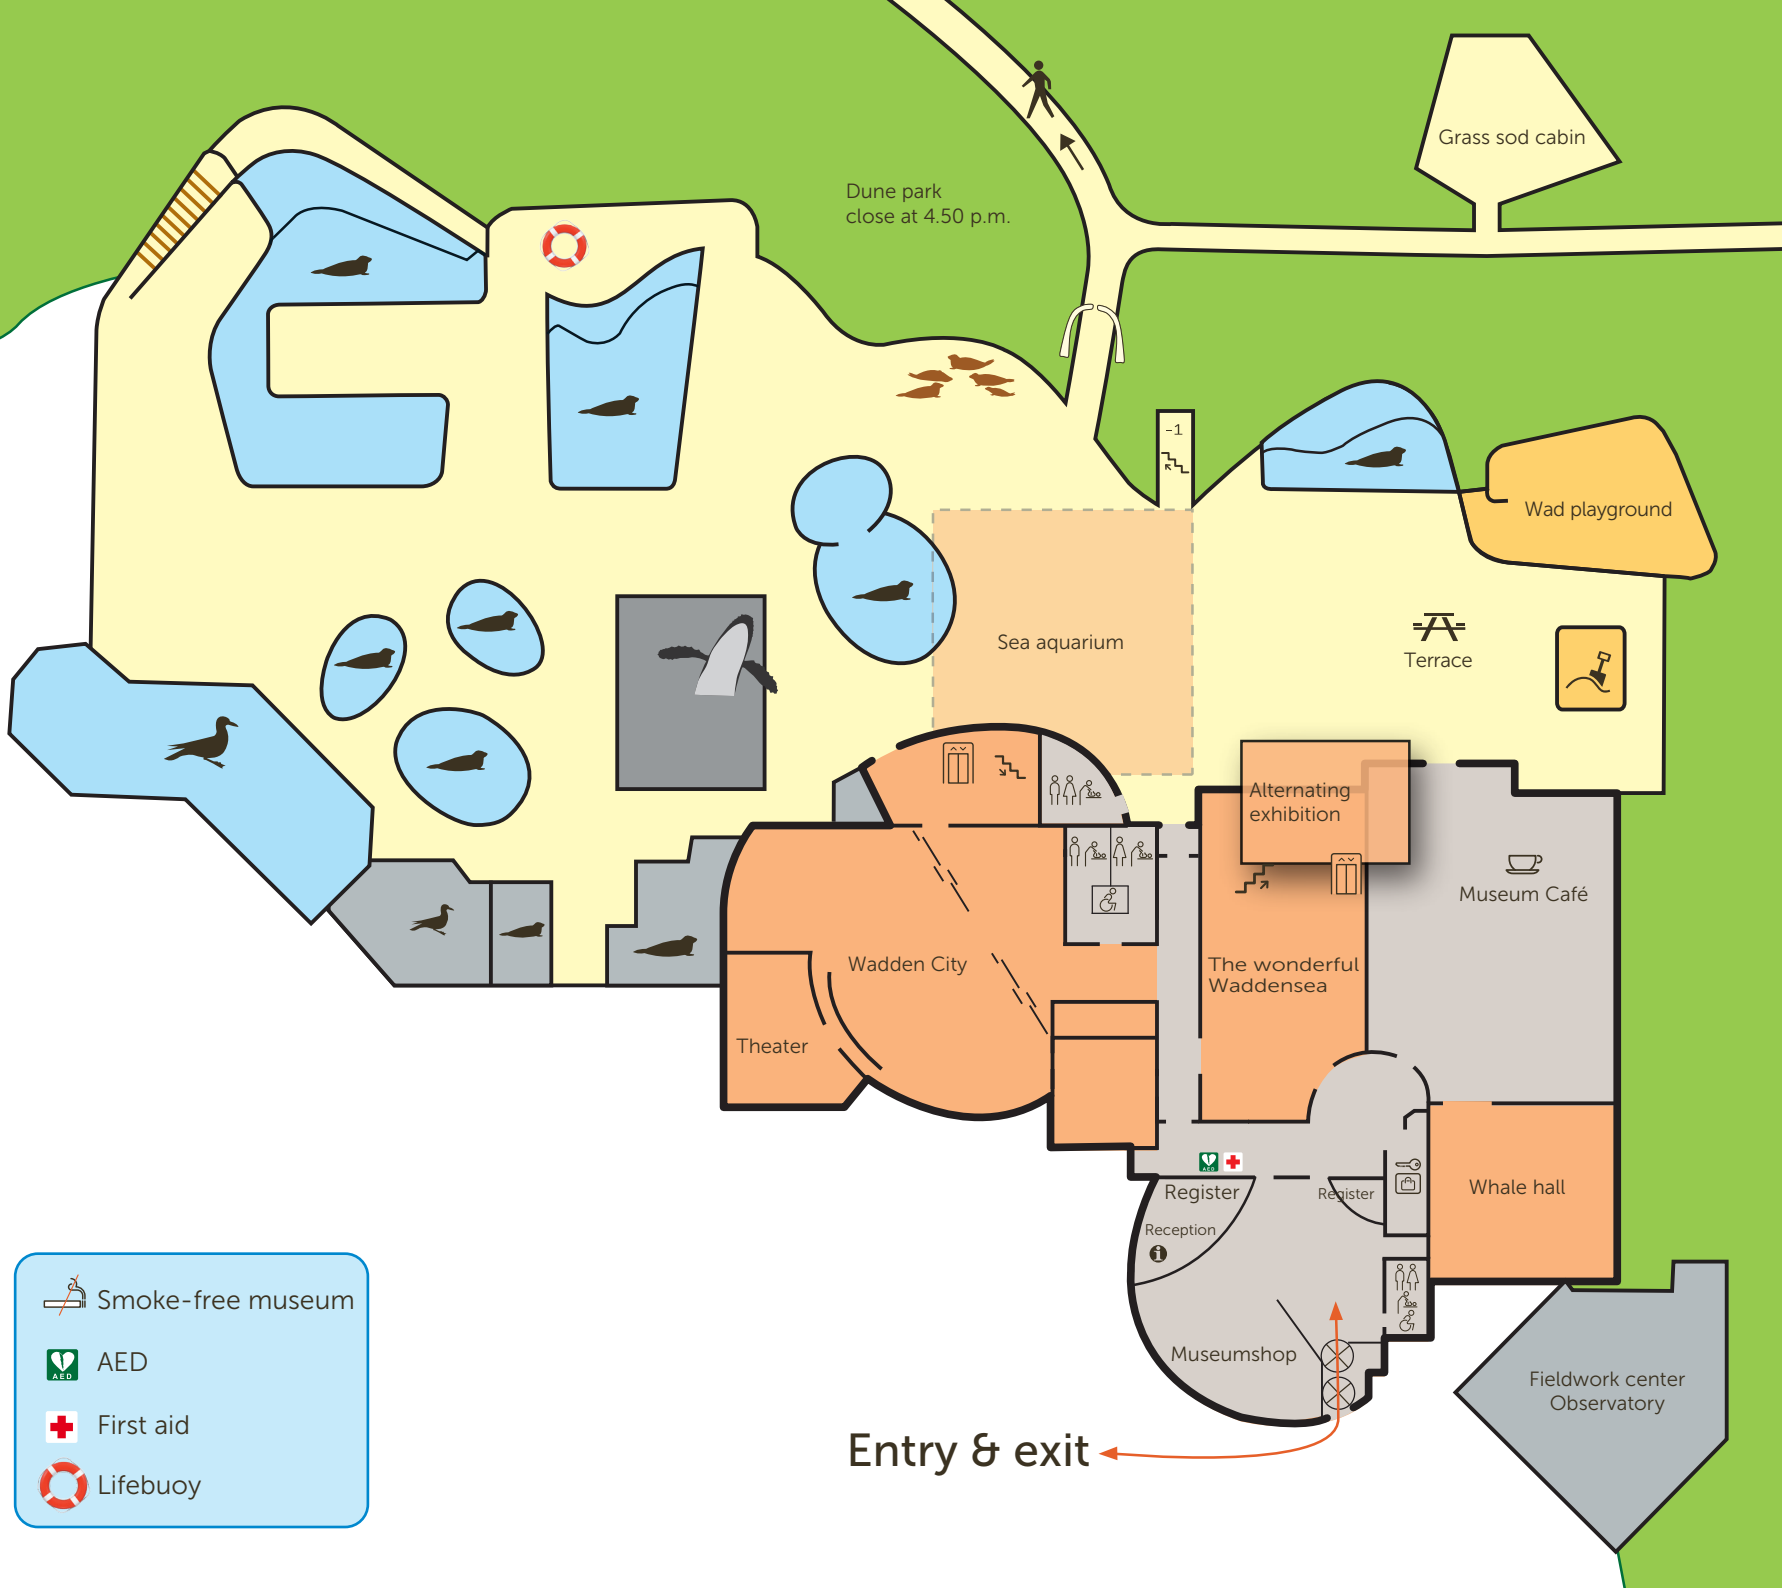 Grass sod cabin
Dune park
close at 4.50 p.m.
-1
Wad playground
Sea aquarium
Terrace
Alternating
exhibition
Museum Café
Wadden City
The wonderful
Waddensea
Theater
AED
Register
Register
Whale hall
Reception
i
Museumshop
Fieldwork center
Observatory
Entry & exit
Smoke-free museum
AED
AED
First aid
Lifebuoy